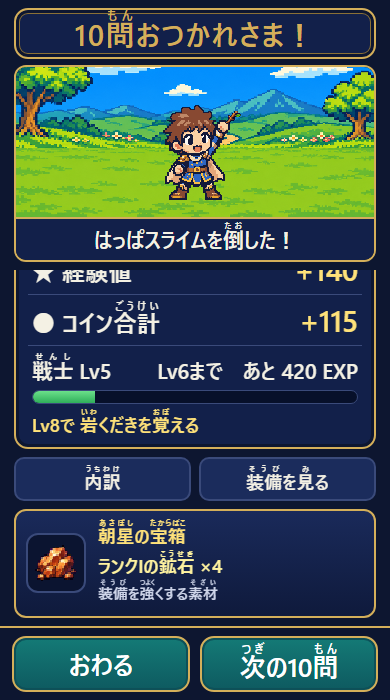 10問おつかれさま！
はっぱスライムを倒した！
★ 経験値 +140
● コイン合計 +115
戦士 Lv5 Lv6まで あと 420 EXP
Lv8で 岩くだきを覚える
内訳 装備を見る
朝星の宝箱
ランクIの鉱石 ×4
装備を強くする素材
おわる 次の10問